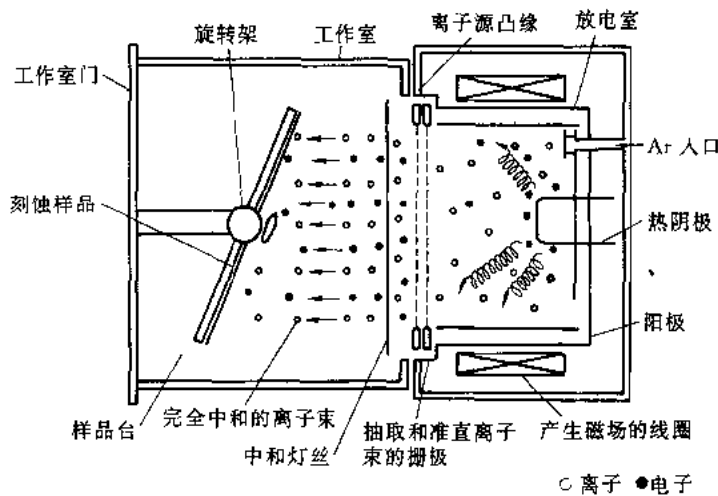 旋转架
工作室
离子源凸缘
放电室
工作室门
Ar 入口
刻蚀样品
热阴极
阳极
样品台
完全中和的离子束
中和灯丝
抽取和准直离子
束的栅极
产生磁场的线圈
○离子 ●电子